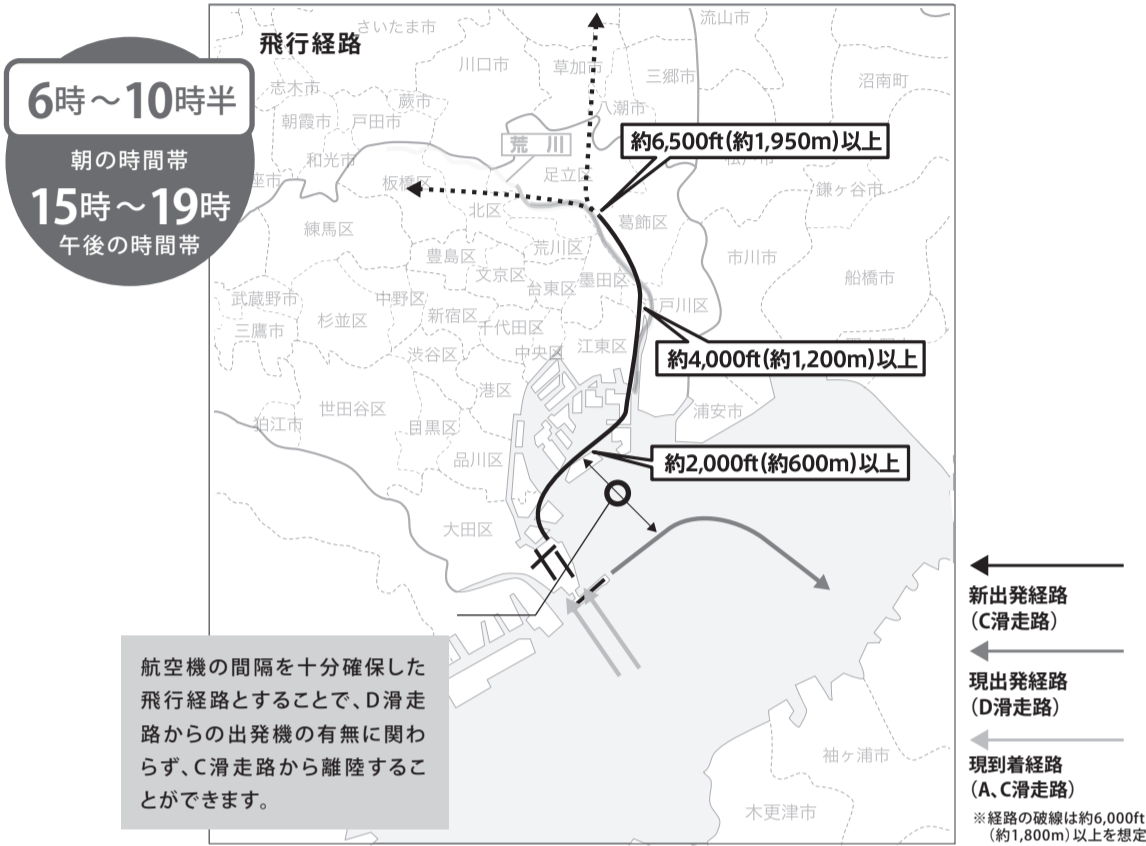 飛行経路
6時～10時半
朝の時間帯
15時～19時
午後の時間帯
さいたま市
流山市
川口市
草加市
三郷市
沼南町
志木市
蕨市
八潮市
朝霞市
戸田市
荒川
約6,500ft(約1,950m)以上
和光市
座市
板橋区
足立区
鎌ヶ谷市
北区
葛飾区
練馬区
荒川区
市川市
豊島区
文京区
台東区
墨田区
船橋市
武蔵野市
中野区
戸川区
杉並区
新宿区
千代田区
三鷹市
渋谷区
中央区
江東区
約4,000ft(約1,200m)以上
港区
世田谷区
浦安市
狛江市
目黒区
品川区
約2,000ft(約600m)以上
大田区
新出発経路
(C滑走路)
現出発経路
(D滑走路)
現到着経路
(A、C滑走路)
※経路の破線は約6,000ft
(約1,800m)以上を想定
航空機の間隔を十分確保した
飛行経路とすることで、D滑走
路からの出発機の有無に関わ
らず、C滑走路から離陸するこ
とができます。
袖ヶ浦市
木更津市